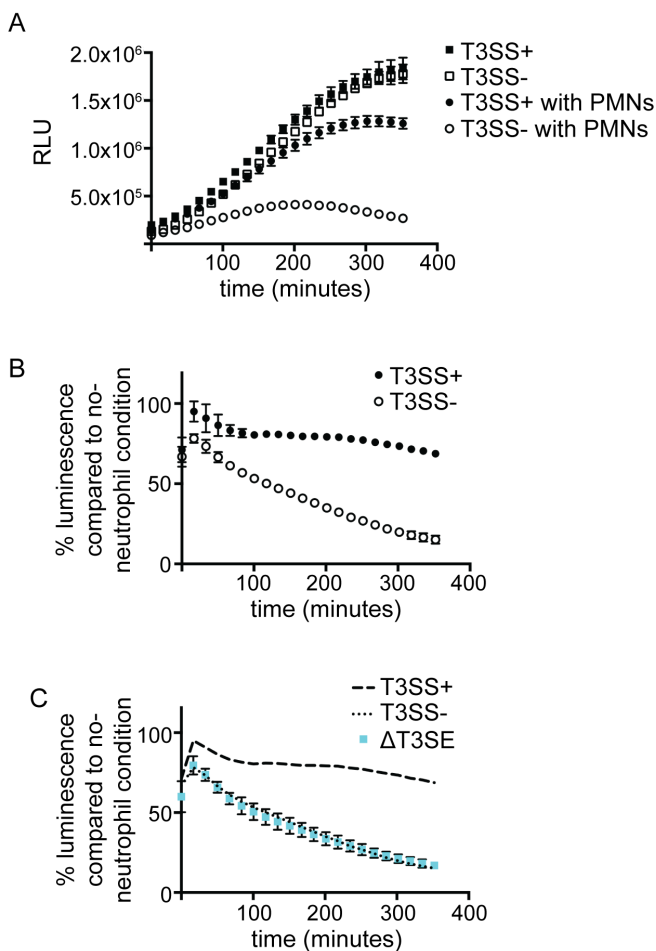 A
2.0x10⁶
1.5x10⁶
1.0x10⁶
5.0x10⁵
RLU
100 200 300 400
time (minutes)
T3SS+
T3SS-
T3SS+ with PMNs
T3SS- with PMNs
B
% luminescence
compared to no-
neutrophil condition
100
50
0
0 100 200 300 400
time (minutes)
T3SS+
T3SS-
C
% luminescence
compared to no-
neutrophil condition
100
50
0
0 100 200 300 400
time (minutes)
T3SS+
T3SS-
ΔT3SE